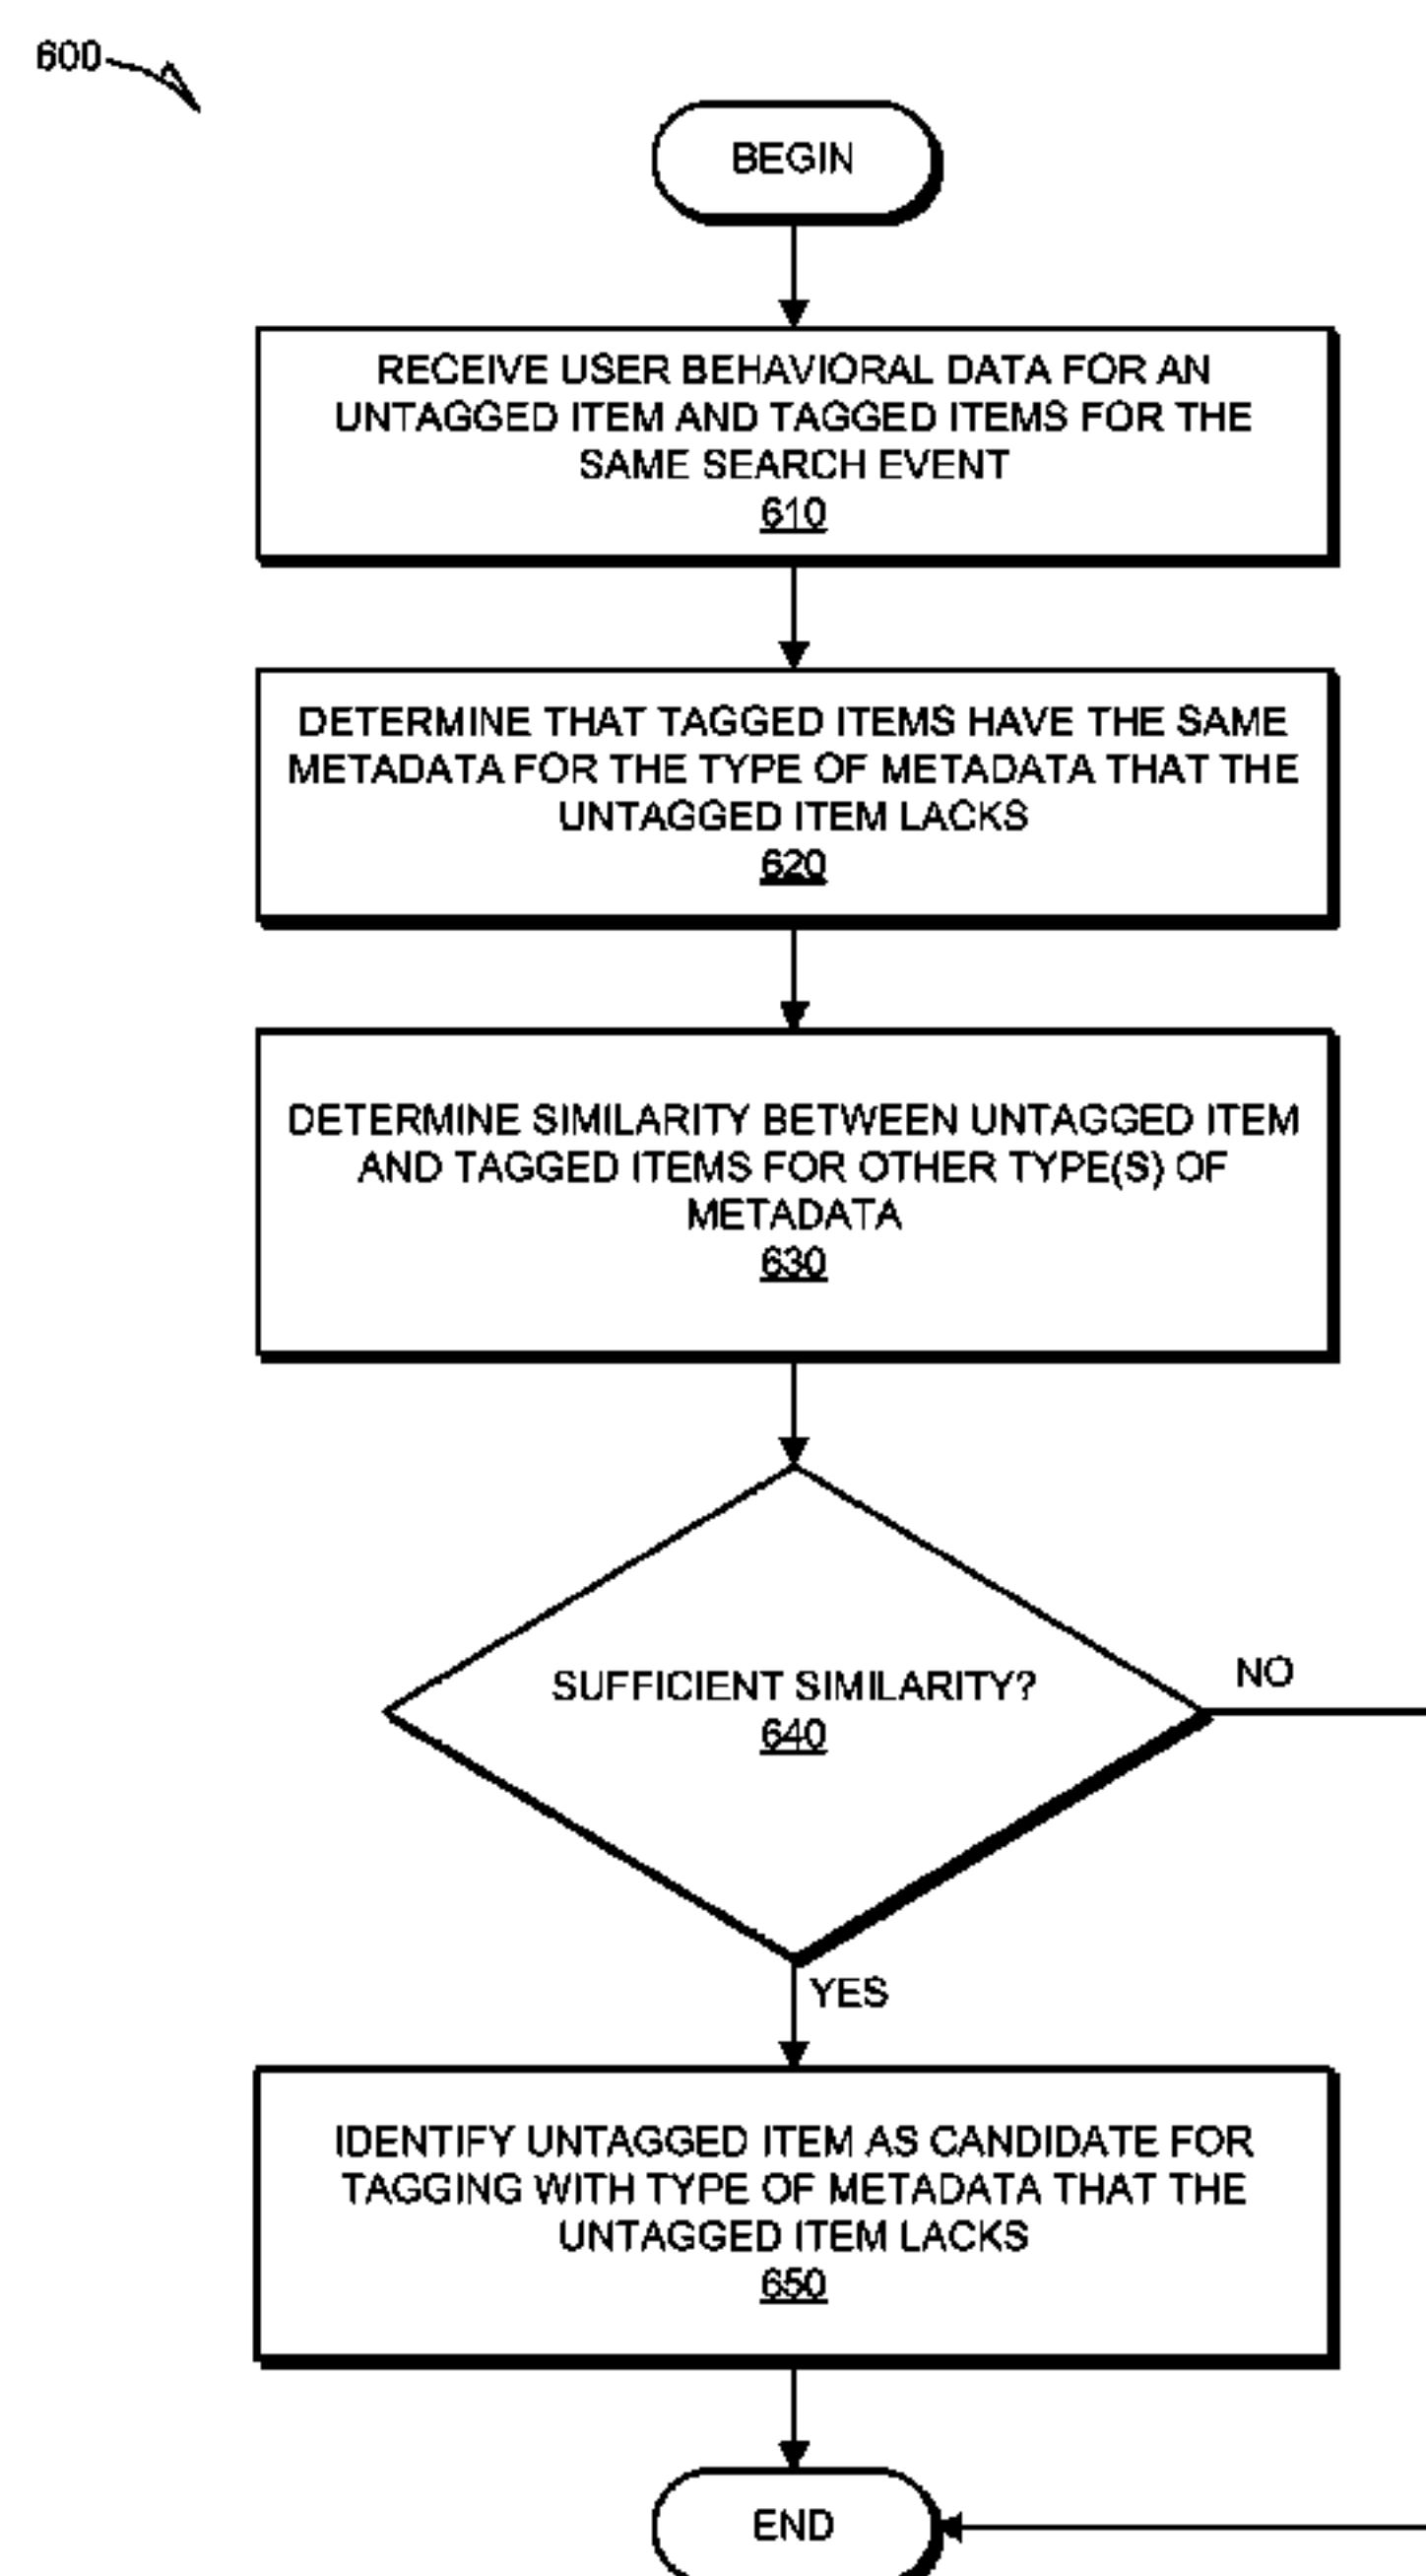 600
BEGIN
RECEIVE USER BEHAVIORAL DATA FOR AN
UNTAGGED ITEM AND TAGGED ITEMS FOR THE
SAME SEARCH EVENT
610
DETERMINE THAT TAGGED ITEMS HAVE THE SAME
METADATA FOR THE TYPE OF METADATA THAT THE
UNTAGGED ITEM LACKS
620
DETERMINE SIMILARITY BETWEEN UNTAGGED ITEM
AND TAGGED ITEMS FOR OTHER TYPE(S) OF
METADATA
630
SUFFICIENT SIMILARITY?
640
NO
YES
IDENTIFY UNTAGGED ITEM AS CANDIDATE FOR
TAGGING WITH TYPE OF METADATA THAT THE
UNTAGGED ITEM LACKS
650
END